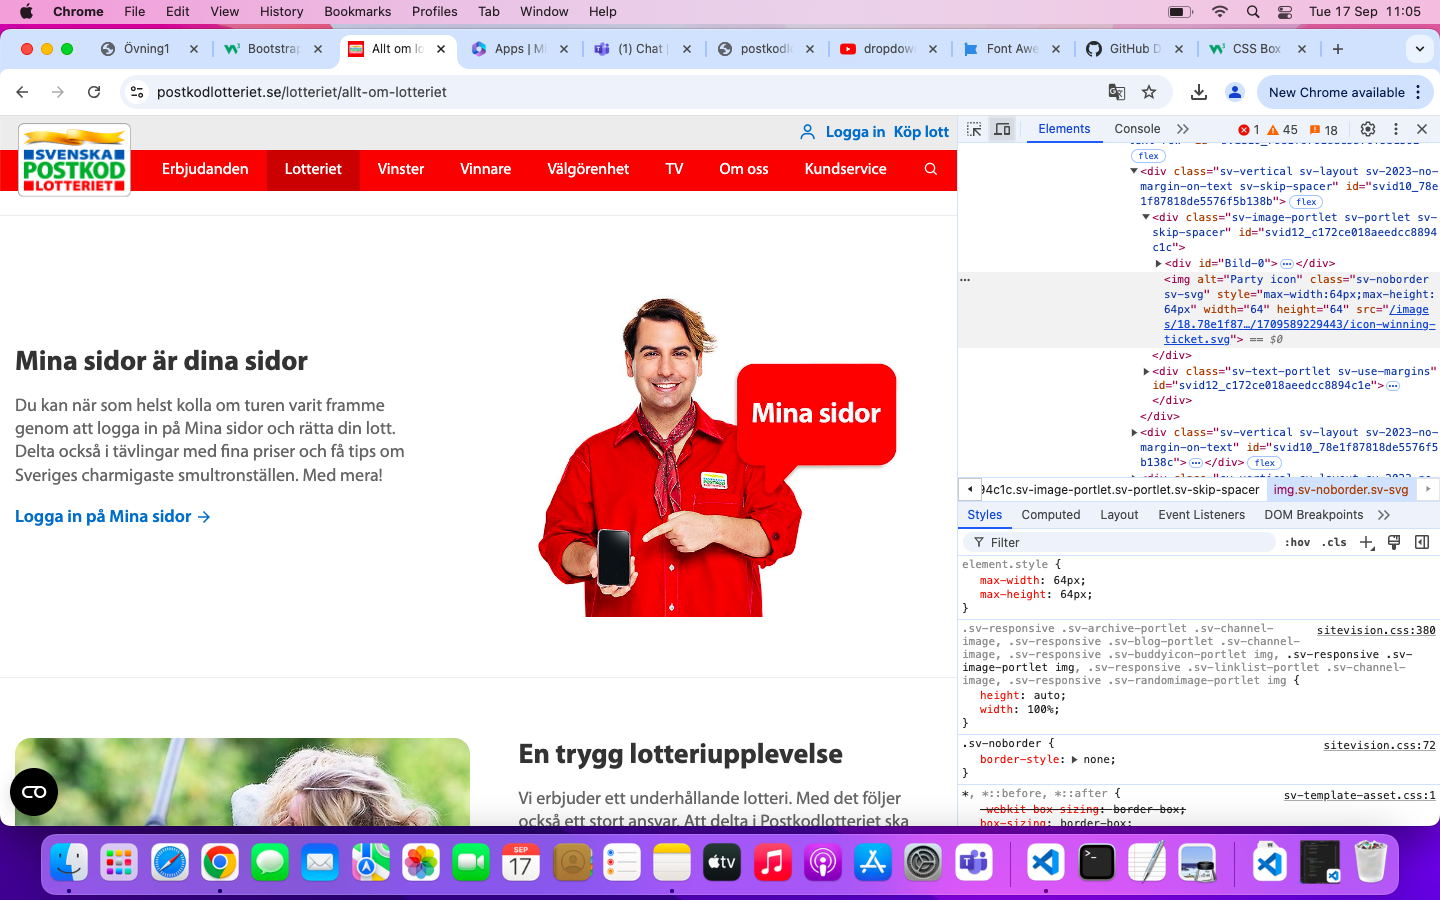 Chrome File Edit View History Bookmarks Profiles Tab Window Help Tue 17 Sep 11:05
Övning1 Bootstrap Allt om lo Apps | Mi (1) Chat | postkodl dropdow Font Awe GitHub D CSS Box
postkodlotteriet.se/lotteriet/allt-om-lotteriet New Chrome available
Logga in Köp lott
SVENSKA
POSTKOD
LOTTERIET
Erbjudanden Lotteriet Vinster Vinnare Välgörenhet TV Om oss Kundservice
Mina sidor är dina sidor
Du kan när som helst kolla om turen varit framme
genom att logga in på Mina sidor och rätta din lott.
Delta också i tävlingar med fina priser och få tips om
Sveriges charmigaste smultronställen. Med mera!
Logga in på Mina sidor →
Mina sidor
En trygg lotteriupplevelse
Vi erbjuder ett underhållande lotteri. Med det följer
också ett stort ansvar. Att delta i Postkodlotteriet ska
Elements Console 1 45 18
flex
<div class="sv-vertical sv-layout sv-2023-no-
margin-on-text sv-skip-spacer" id="svid10_78e
1f87818de5576f5b138b"> flex
<div class="sv-image-portlet sv-portlet sv-
skip-spacer" id="svid12_c172ce018aeedcc8894
c1c">
<div id="Bild-0"> … </div>
<img alt="Party icon" class="sv-noborder
sv-svg" style="max-width:64px;max-height:
64px" width="64" height="64" src="/image
s/18.78e1f87…/1709589229443/icon-winning-
ticket.svg"> == $0
</div>
<div class="sv-text-portlet sv-use-margins"
id="svid12_c172ce018aeedcc8894c1e"> …
</div>
</div>
<div class="sv-vertical sv-layout sv-2023-no-
margin-on-text" id="svid10_78e1f87818de5576f5
b138c"> … </div> flex
94c1c.sv-image-portlet.sv-portlet.sv-skip-spacer img.sv-noborder.sv-svg
Styles Computed Layout Event Listeners DOM Breakpoints
Filter :hov .cls
element.style {
max-width: 64px;
max-height: 64px;
}
.sv-responsive .sv-archive-portlet .sv-channel- sitevision.css:380
image, .sv-responsive .sv-blog-portlet .sv-channel-
image, .sv-responsive .sv-buddyicon-portlet img, .sv-responsive .sv-
image-portlet img, .sv-responsive .sv-linklist-portlet .sv-channel-
image, .sv-responsive .sv-randomimage-portlet img {
height: auto;
width: 100%;
}
.sv-noborder { sitevision.css:72
border-style: none;
}
*, *::before, *::after { sv-template-asset.css:1
-webkit-box-sizing: border-box;
box-sizing: border-box;
SEP
17
tv